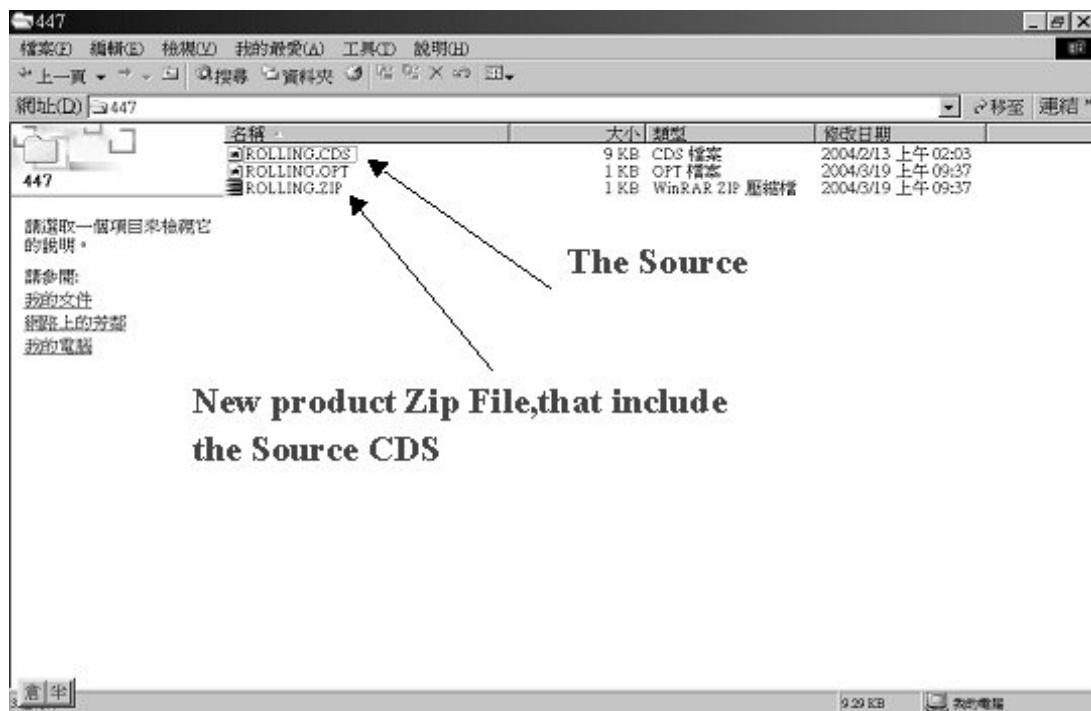 447
檔案(F) 編輯(E) 檢視(V) 我的最愛(A) 工具(T) 說明(H)
上一頁 搜尋 資料夾
網址(D) 447 移至 連結 »
447
請選取一個項目來檢視它
的說明。
請參閱:
我的文件
網路上的芳鄰
我的電腦
名稱 大小 類型 修改日期
ROLLING.CDS 9 KB CDS 檔案 2004/2/13 上午 02:03
ROLLING.OPT 1 KB OPT 檔案 2004/3/19 上午 09:37
ROLLING.ZIP 1 KB WinRAR ZIP 壓縮檔 2004/3/19 上午 09:37
The Source
New product Zip File,that include
the Source CDS
倉 半
9.29 KB 我的電腦